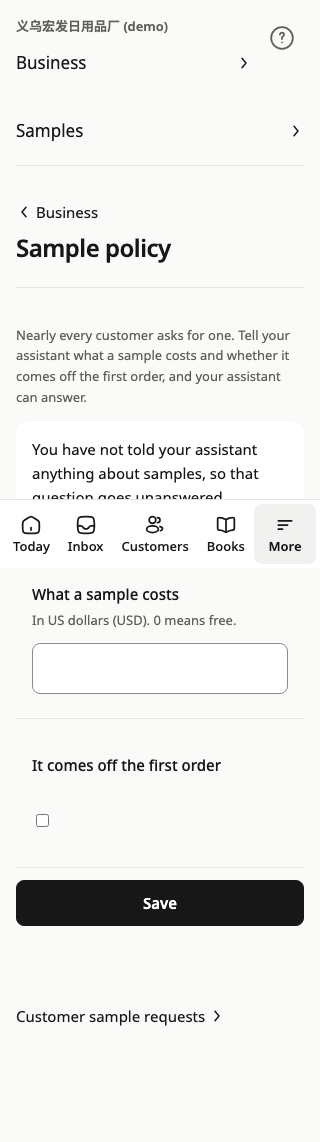 义乌宏发日用品厂 (demo)
Business
Samples
Business
Sample policy
Nearly every customer asks for one. Tell your
assistant what a sample costs and whether it
comes off the first order, and your assistant
can answer.
You have not told your assistant
anything about samples, so that
question goes unanswered
Today Inbox Customers Books More
What a sample costs
In US dollars (USD). 0 means free.
It comes off the first order
Save
Customer sample requests